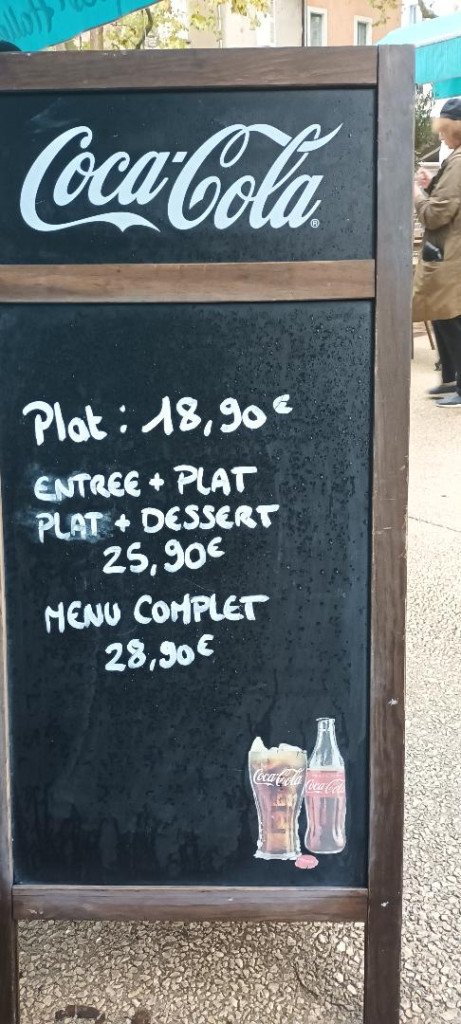 Coca-Cola®
Plat : 18,90€
ENTREE + PLAT
PLAT + DESSERT
25,90€
MENU COMPLET
28,90€
Coca-Cola
Coca-Cola